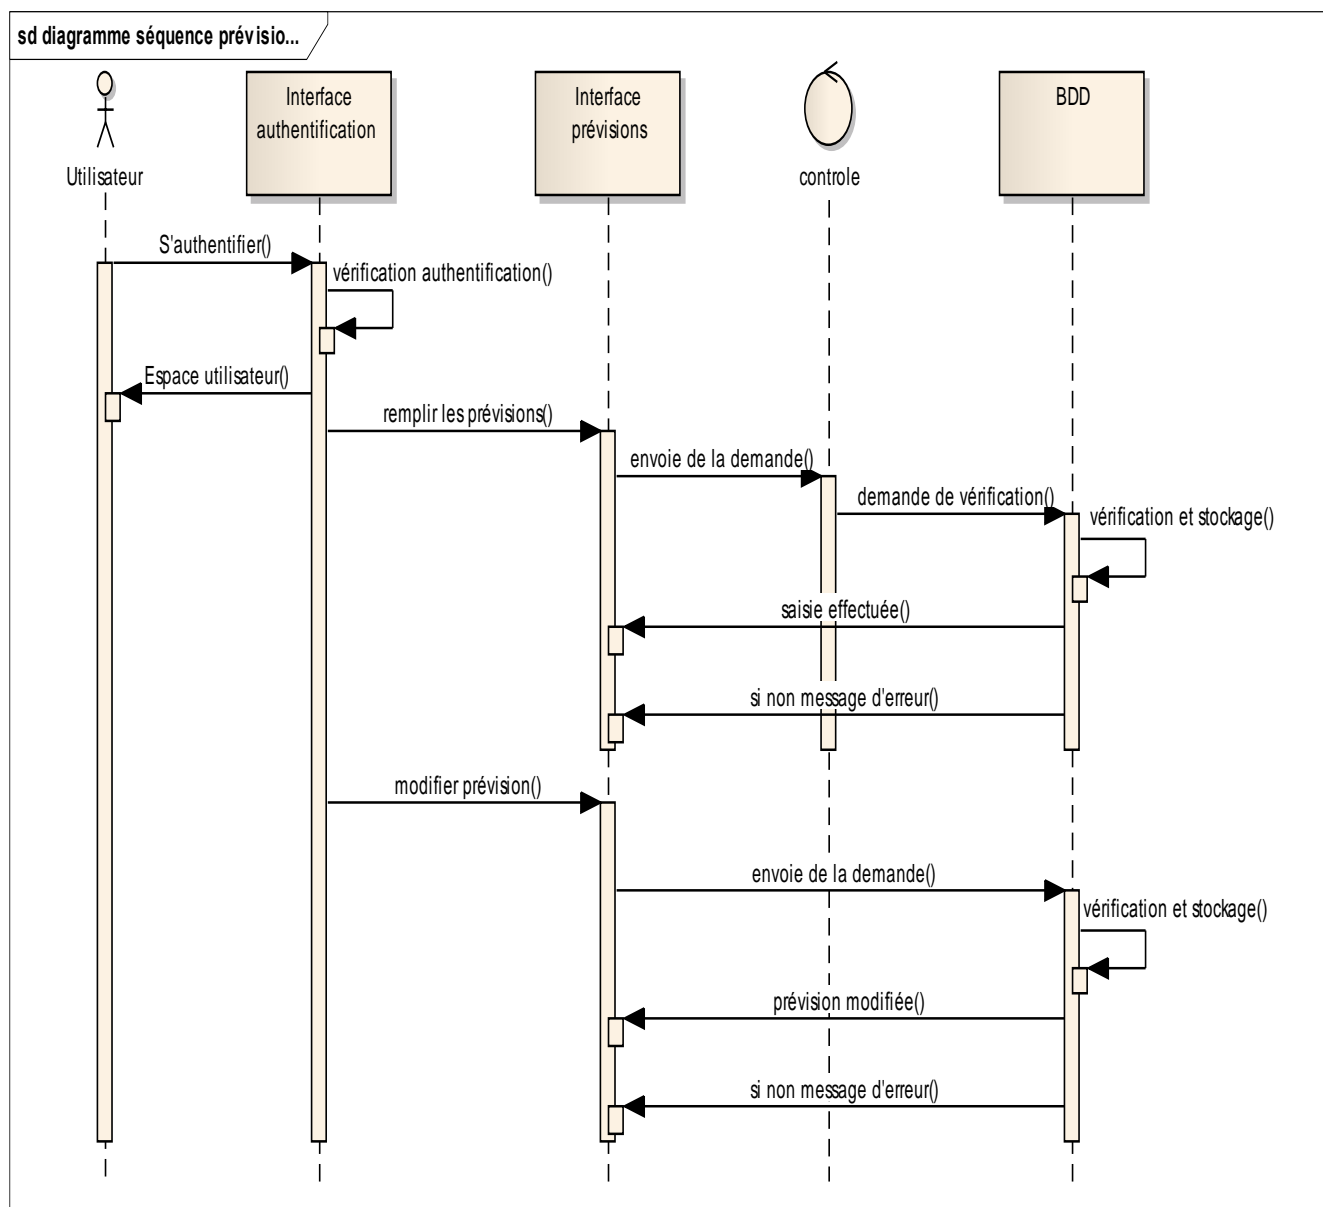 sd diagramme séquence prévisio...
Utilisateur
Interface
authentification
Interface
prévisions
controle
BDD
S'authentifier()
vérification authentification()
Espace utilisateur()
remplir les prévisions()
envoie de la demande()
demande de vérification()
vérification et stockage()
saisie effectuée()
si non message d'erreur()
modifier prévision()
envoie de la demande()
vérification et stockage()
prévision modifiée()
si non message d'erreur()